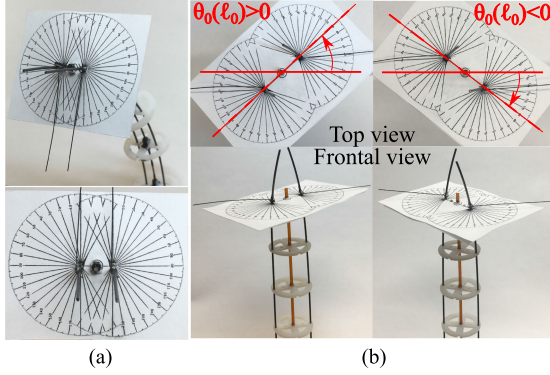 θ₀(ℓ₀)>0
θ₀(ℓ₀)<0
Top view
Frontal view
(a)
(b)